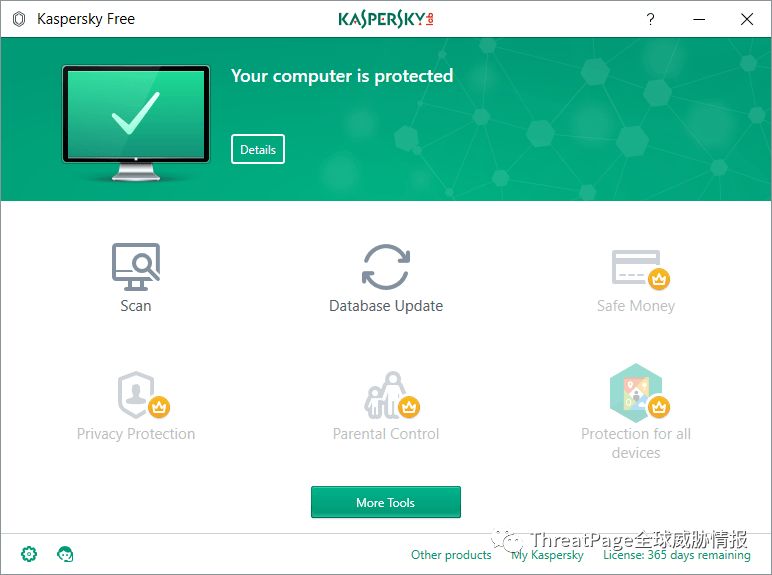 Kaspersky Free
KASPERSKY lab
?
Your computer is protected
Details
Scan
Database Update
Safe Money
Privacy Protection
Parental Control
Protection for all
devices
More Tools
ThreatPage全球威胁情报
Other products
My Kaspersky
License: 365 days remaining